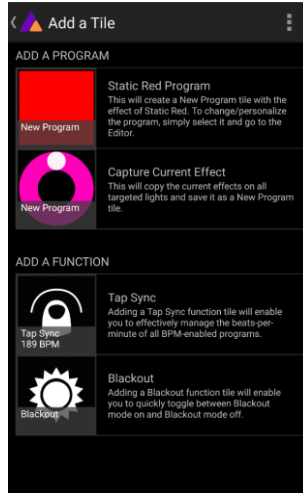 Add a Tile
ADD A PROGRAM
New Program
Static Red Program
This will create a New Program tile with the
effect of Static Red. To change/personalize
the program, simply select it and go to the
Editor.
New Program
Capture Current Effect
This will copy the current effects on all
targeted lights and save it as a New Program
tile.
ADD A FUNCTION
Tap Sync
189 BPM
Tap Sync
Adding a Tap Sync function tile will enable
you to effectively manage the beats-per-
minute of all BPM-enabled programs.
Blackout
Blackout
Adding a Blackout function tile will enable
you to quickly toggle between Blackout
mode on and Blackout mode off.